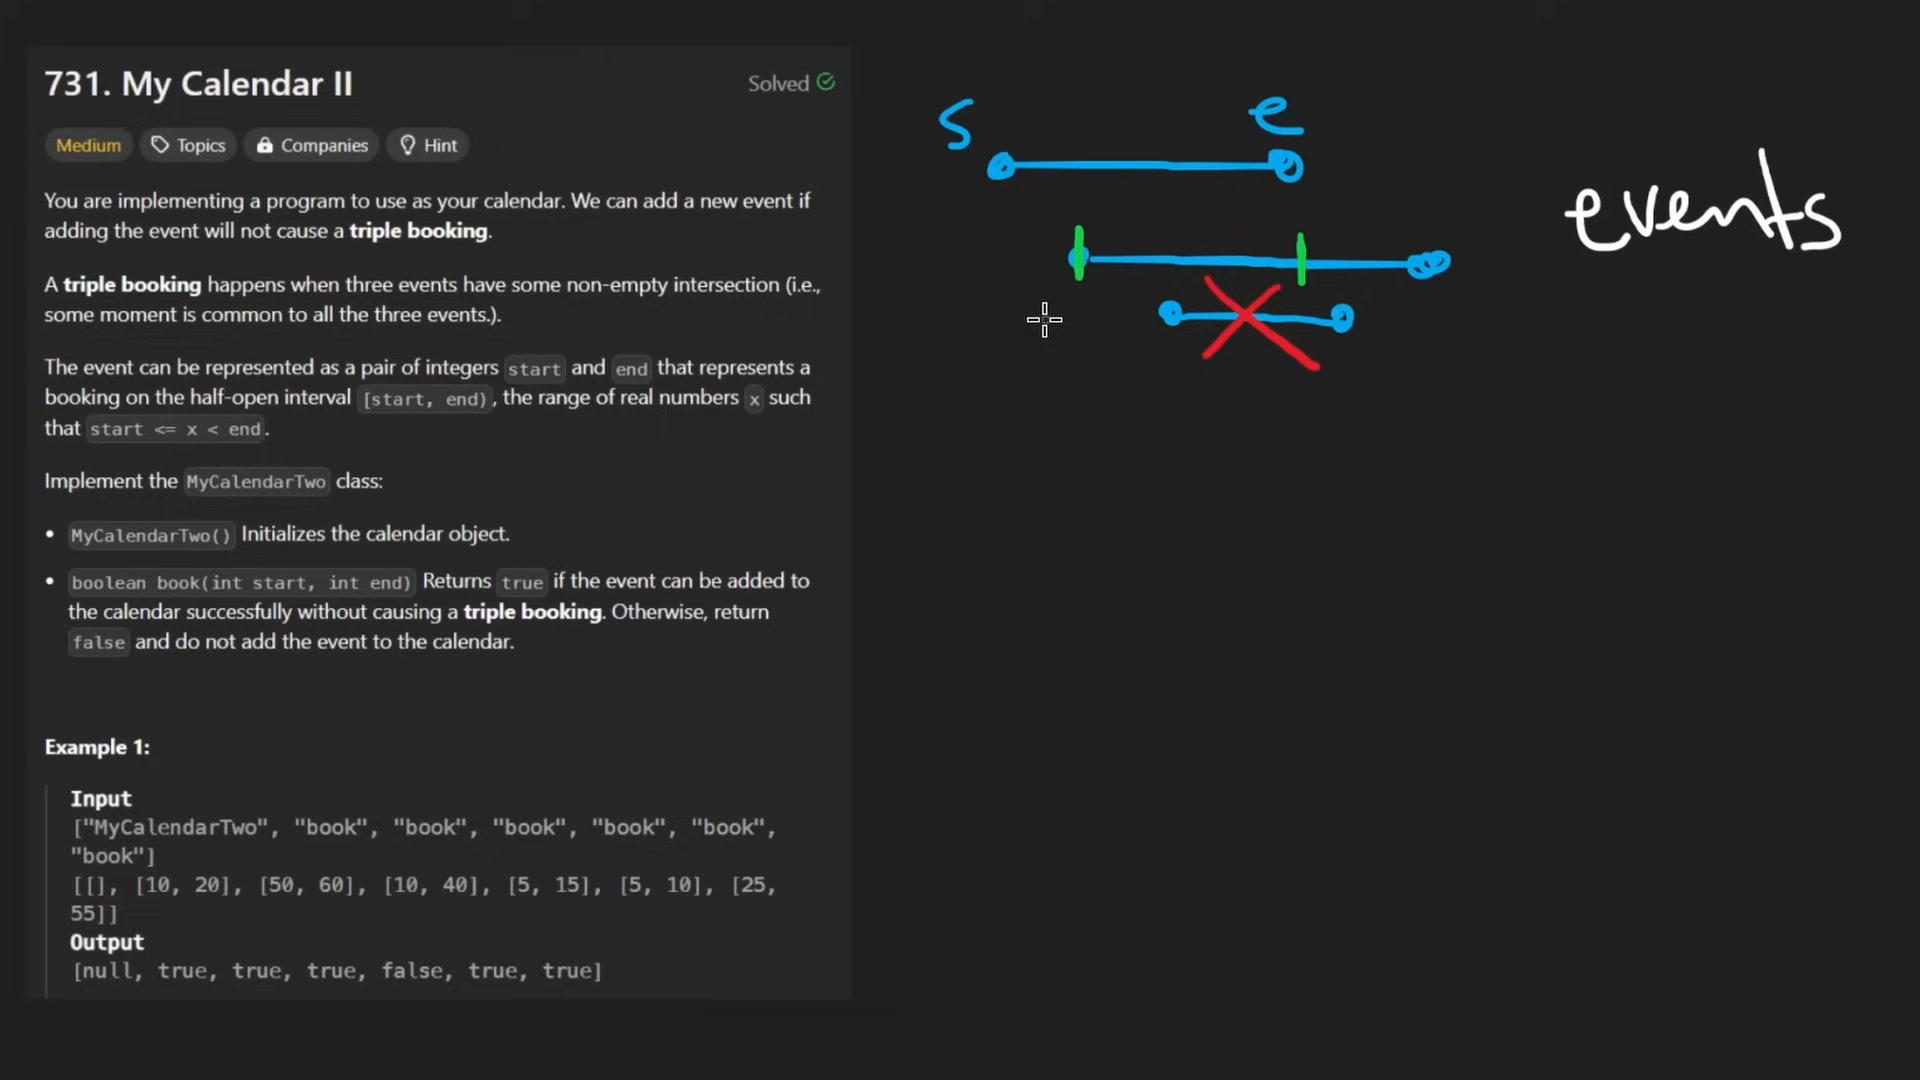 731. My Calendar II
Solved
Medium
Topics
Companies
Hint
You are implementing a program to use as your calendar. We can add a new event if
adding the event will not cause a triple booking.
A triple booking happens when three events have some non-empty intersection (i.e.,
some moment is common to all the three events.).
The event can be represented as a pair of integers start and end that represents a
booking on the half-open interval [start, end), the range of real numbers x such
that start <= x < end.
Implement the MyCalendarTwo class:
• MyCalendarTwo() Initializes the calendar object.
• boolean book(int start, int end) Returns true if the event can be added to
the calendar successfully without causing a triple booking. Otherwise, return
false and do not add the event to the calendar.
Example 1:
Input
["MyCalendarTwo", "book", "book", "book", "book", "book",
"book"]
[[], [10, 20], [50, 60], [10, 40], [5, 15], [5, 10], [25,
55]]
Output
[null, true, true, true, false, true, true]
s e
events